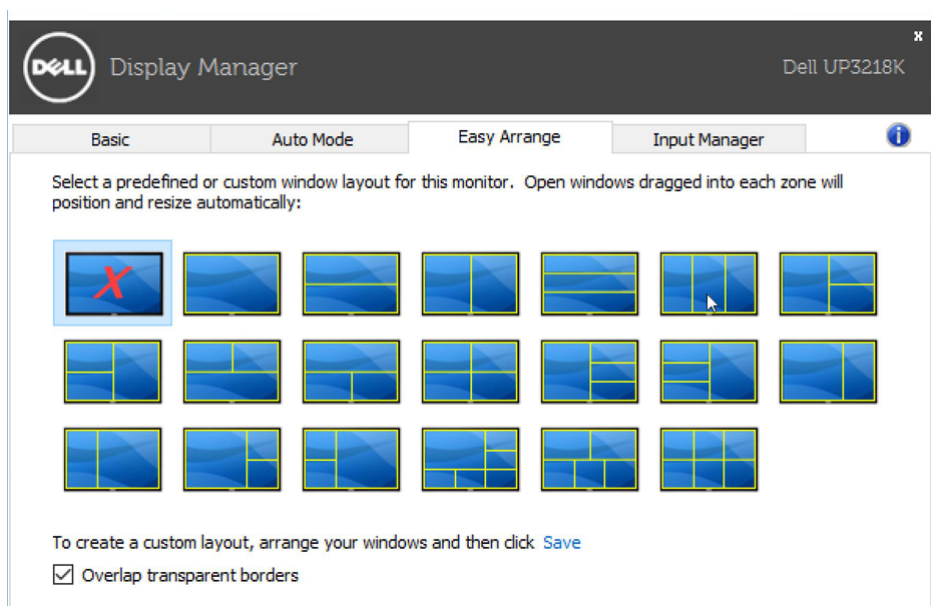 DELL Display Manager
x
Dell UP3218K
Basic
Auto Mode
Easy Arrange
Input Manager
i
Select a predefined or custom window layout for this monitor. Open windows dragged into each zone will
position and resize automatically:
X
To create a custom layout, arrange your windows and then click Save
Overlap transparent borders